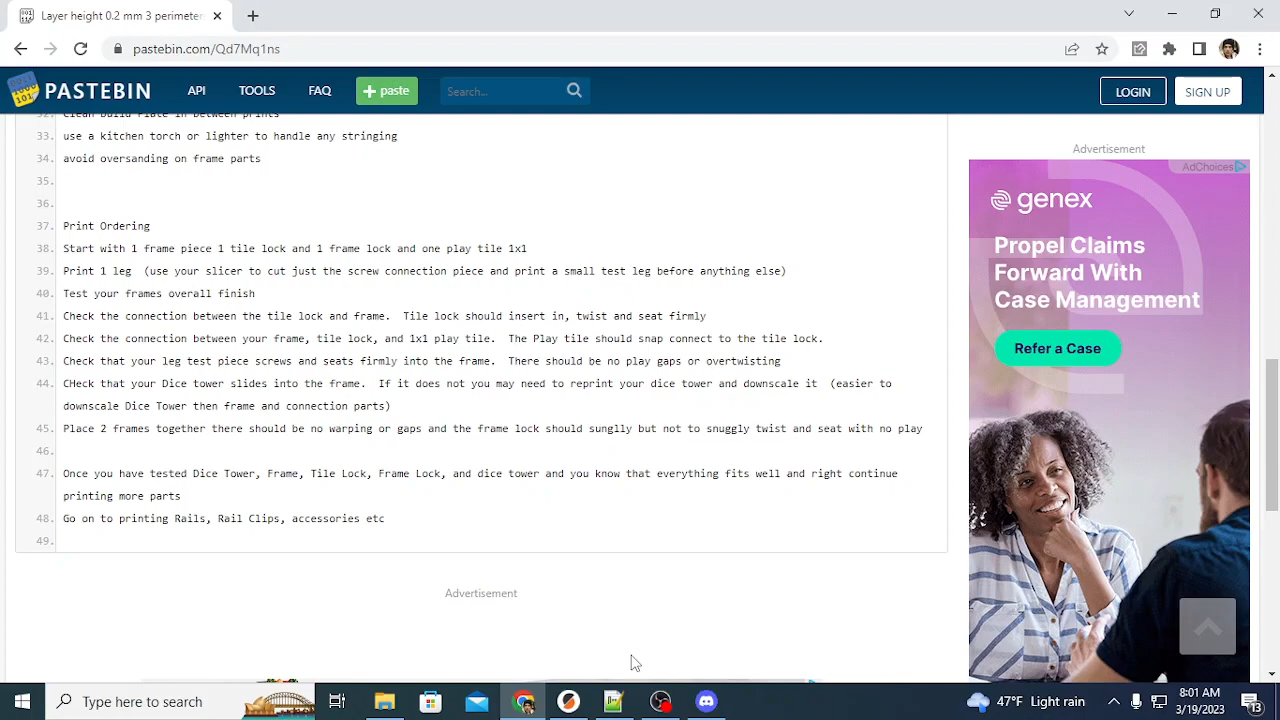 Layer height 0.2 mm 3 perimeter
pastebin.com/Qd7Mq1ns
PASTEBIN
API
TOOLS
FAQ
paste
Search...
LOGIN
SIGN UP
32. Clean Build Plate in between prints
33. use a kitchen torch or lighter to handle any stringing
34. avoid oversanding on frame parts
35.
36.
37. Print Ordering
38. Start with 1 frame piece 1 tile lock and 1 frame lock and one play tile 1x1
39. Print 1 leg  (use your slicer to cut just the screw connection piece and print a small test leg before anything else)
40. Test your frames overall finish
41. Check the connection between the tile lock and frame.  Tile lock should insert in, twist and seat firmly
42. Check the connection between your frame, tile lock, and 1x1 play tile.  The Play tile should snap connect to the tile lock.
43. Check that your leg test piece screws seats firmly into the frame.  There should be no play gaps or overtwisting
44. CHeck that your Dice tower slides into the frame.  If it does not you may need to reprint your dice tower and downscale it  (easier to
downscale Dice Tower then frame and connection parts)
45. Place 2 frames together there should be no warping or gaps and the frame lock should sunglly but not to snuggly twist and seat with no play
46.
47. Once you have tested Dice Tower, Frame, Tile Lock, Frame Lock, and dice tower and you know that everything fits well and right continue
printing more parts
48. Go on to printing Rails, Rail Clips, accessories etc
49.
Advertisement
Advertisement
AdChoices
genex
Propel Claims
Forward With
Case Management
Refer a Case
Type here to search
47°F Light rain
8:01 AM
3/19/2023
13